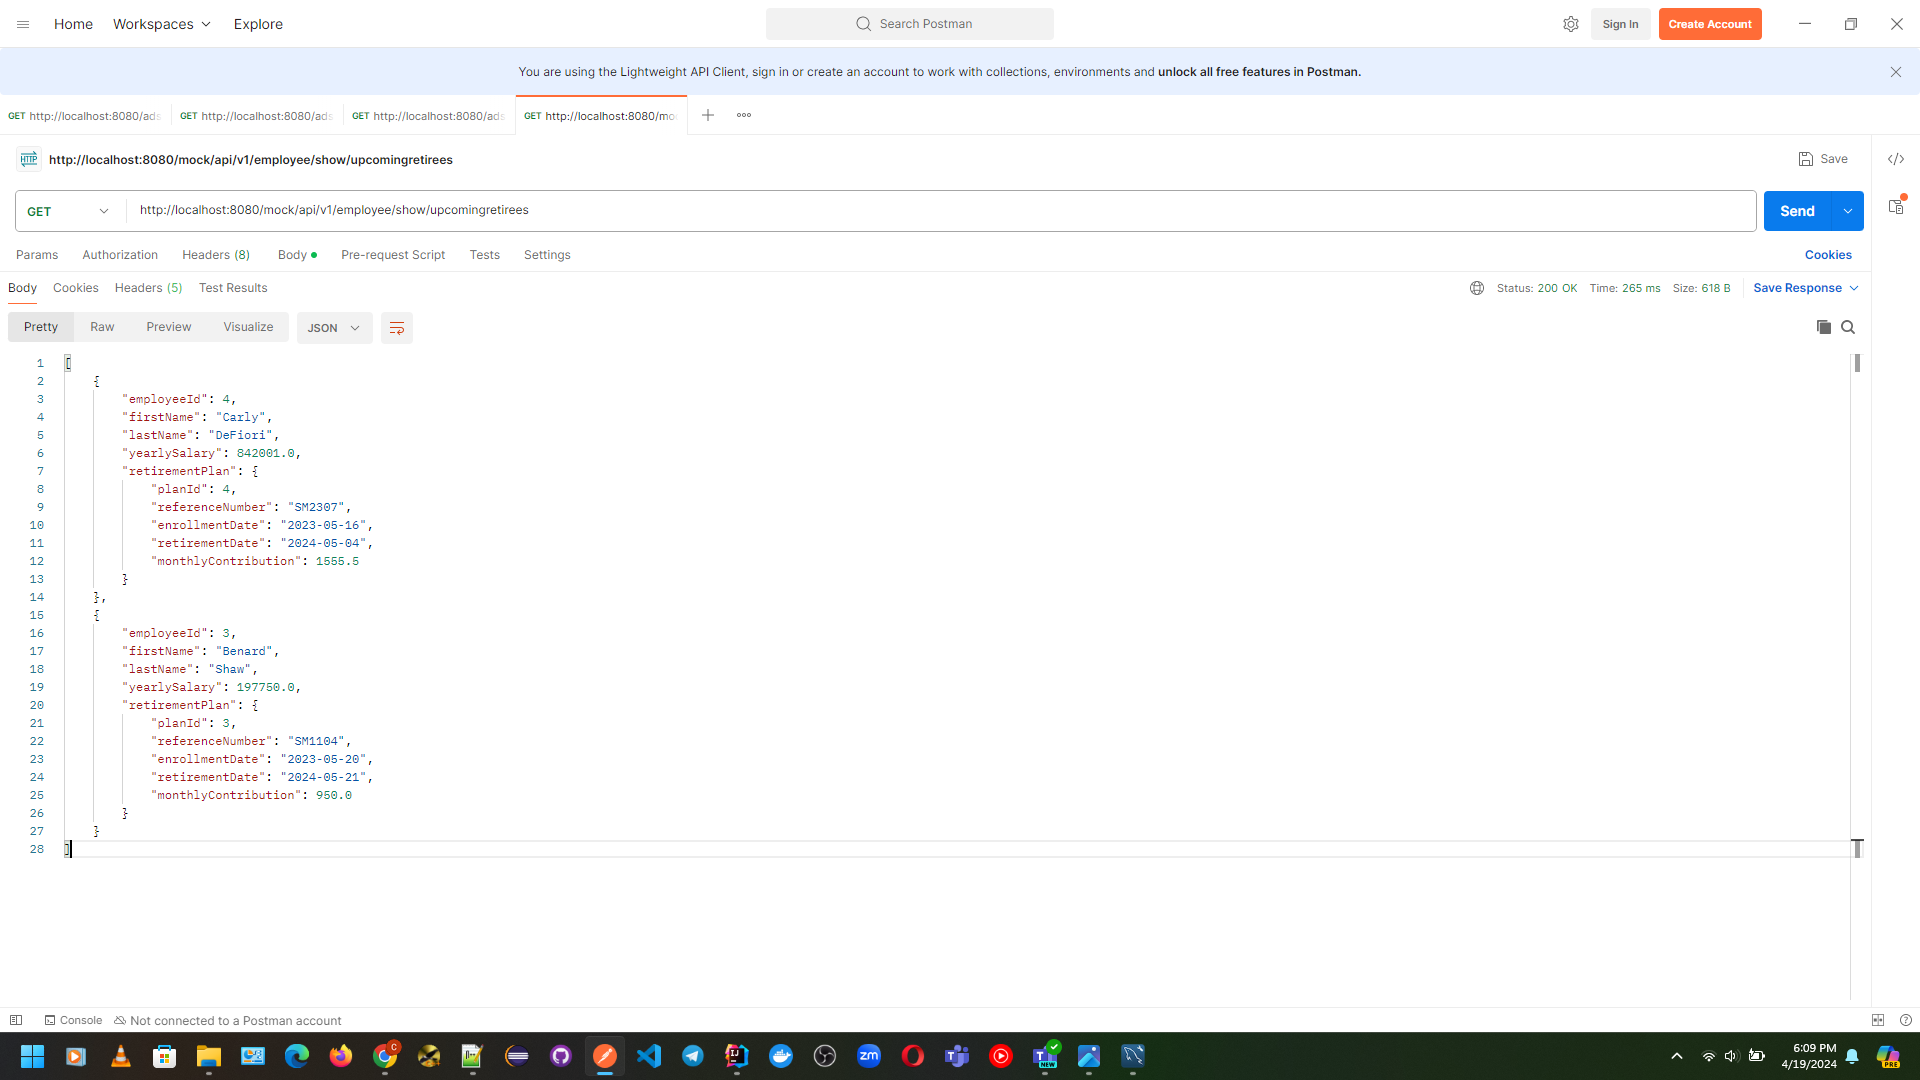 Home Workspaces Explore Search Postman Sign In Create Account
You are using the Lightweight API Client, sign in or create an account to work with collections, environments and unlock all free features in Postman.
GET http://localhost:8080/ads GET http://localhost:8080/ads GET http://localhost:8080/ads GET http://localhost:8080/mo
HTTP http://localhost:8080/mock/api/v1/employee/show/upcomingretirees Save
GET http://localhost:8080/mock/api/v1/employee/show/upcomingretirees Send
Params Authorization Headers (8) Body Pre-request Script Tests Settings Cookies
Body Cookies Headers (5) Test Results Status: 200 OK Time: 265 ms Size: 618 B Save Response
Pretty Raw Preview Visualize JSON
1 [
2 {
3 "employeeId": 4,
4 "firstName": "Carly",
5 "lastName": "DeFiori",
6 "yearlySalary": 842001.0,
7 "retirementPlan": {
8 "planId": 4,
9 "referenceNumber": "SM2307",
10 "enrollmentDate": "2023-05-16",
11 "retirementDate": "2024-05-04",
12 "monthlyContribution": 1555.5
13 }
14 },
15 {
16 "employeeId": 3,
17 "firstName": "Benard",
18 "lastName": "Shaw",
19 "yearlySalary": 197750.0,
20 "retirementPlan": {
21 "planId": 3,
22 "referenceNumber": "SM1104",
23 "enrollmentDate": "2023-05-20",
24 "retirementDate": "2024-05-21",
25 "monthlyContribution": 950.0
26 }
27 }
28 ]
Console Not connected to a Postman account
6:09 PM
4/19/2024
zm
NEW
PRE